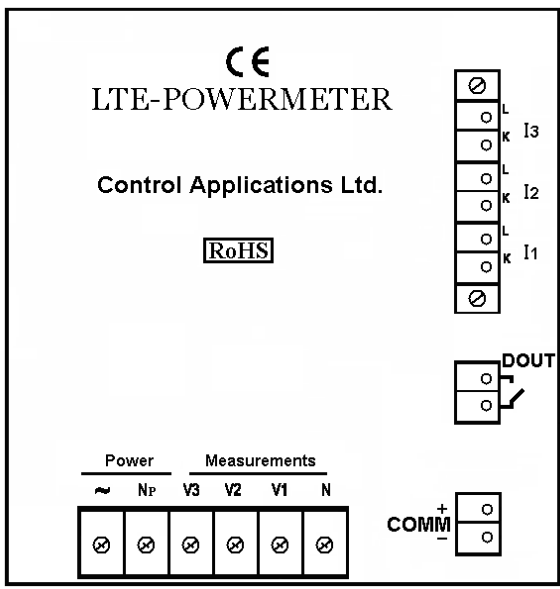 CE
LTE-POWERMETER
Control Applications Ltd.
RoHS
L
I3
K
L
I2
K
L
I1
K
DOUT
Power Measurements
~ NP V3 V2 V1 N
+
COMM
–